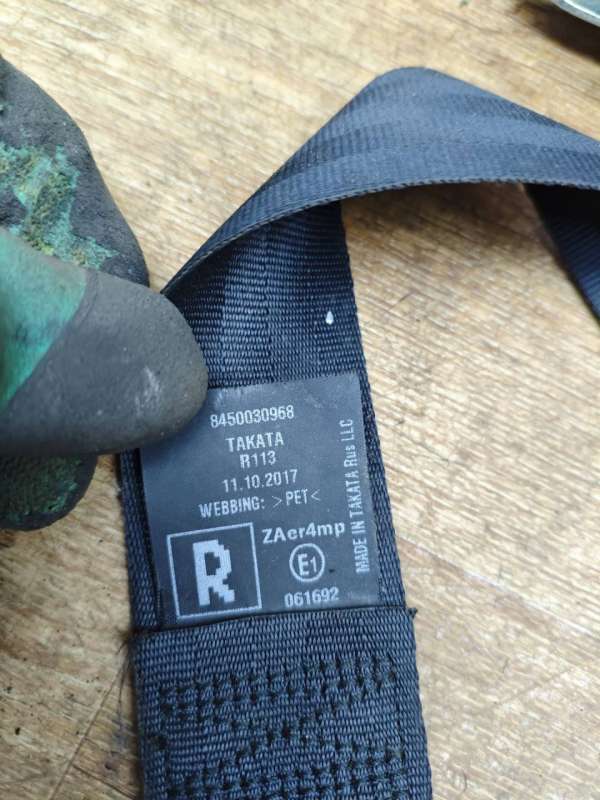 8450030968
TAKATA
R113
11.10.2017
WEBBING: >PET<
R
ZAer4mp
E1
061692
MADE IN TAKATA Rus LLC